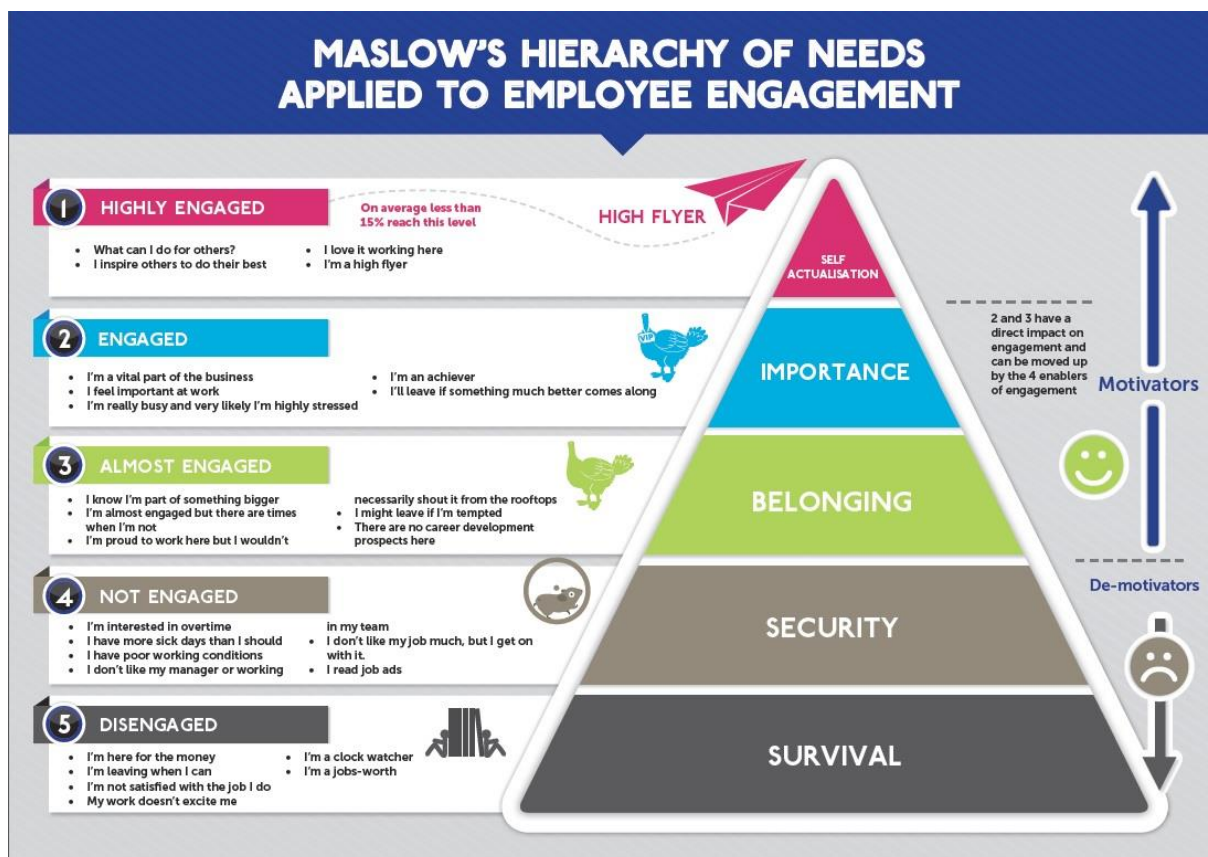 MASLOW'S HIERARCHY OF NEEDS
APPLIED TO EMPLOYEE ENGAGEMENT
1 HIGHLY ENGAGED
On average less than
15% reach this level
HIGH FLYER
• What can I do for others?
• I inspire others to do their best
• I love it working here
• I'm a high flyer
SELF
ACTUALISATION
2 ENGAGED
VIP
• I'm a vital part of the business
• I feel important at work
• I'm really busy and very likely I'm highly stressed
• I'm an achiever
• I'll leave if something much better comes along
IMPORTANCE
2 and 3 have a
direct impact on
engagement and
can be moved up
by the 4 enablers
of engagement
Motivators
3 ALMOST ENGAGED
• I know I'm part of something bigger
• I'm almost engaged but there are times
when I'm not
• I'm proud to work here but I wouldn't
necessarily shout it from the rooftops
• I might leave if I'm tempted
• There are no career development
prospects here
BELONGING
De-motivators
4 NOT ENGAGED
• I'm interested in overtime
• I have more sick days than I should
• I have poor working conditions
• I don't like my manager or working
in my team
• I don't like my job much, but I get on
with it.
• I read job ads
SECURITY
5 DISENGAGED
• I'm here for the money
• I'm leaving when I can
• I'm not satisfied with the job I do
• My work doesn't excite me
• I'm a clock watcher
• I'm a jobs-worth
SURVIVAL